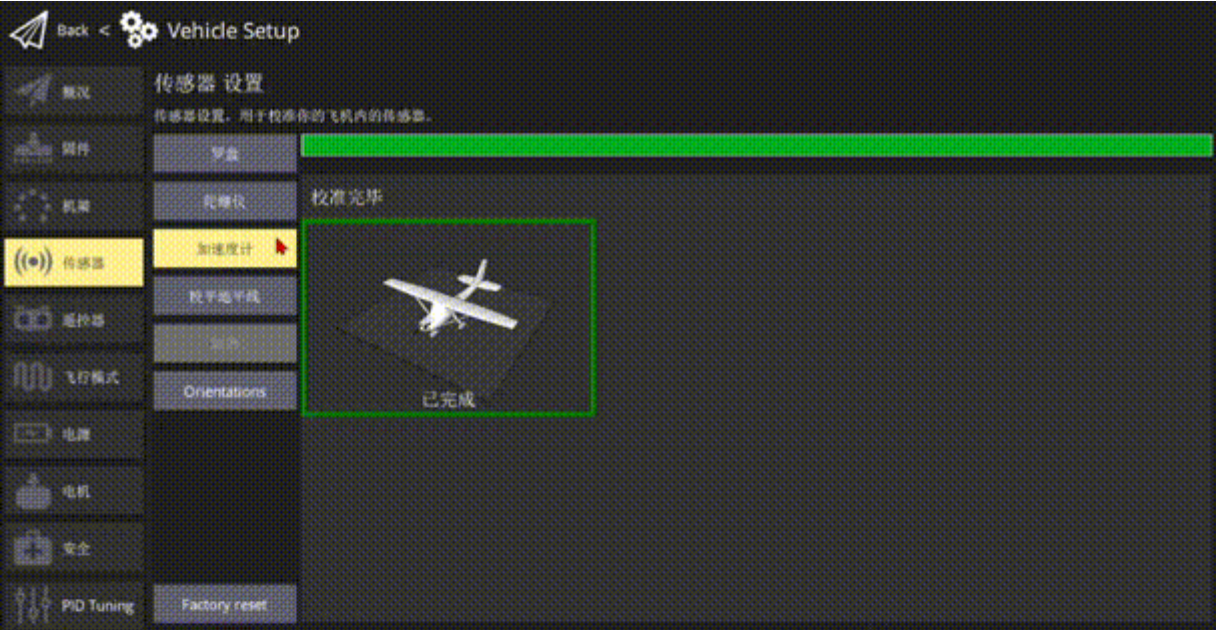 Back < Vehicle Setup
传感器 设置
传感器设置，用于校准你的飞机内的传感器。
概况
固件
机架
传感器
遥控器
飞行模式
电源
电机
安全
PID Tuning
罗盘
陀螺仪
加速度计
校平地平线
Orientations
Factory reset
校准完毕
已完成